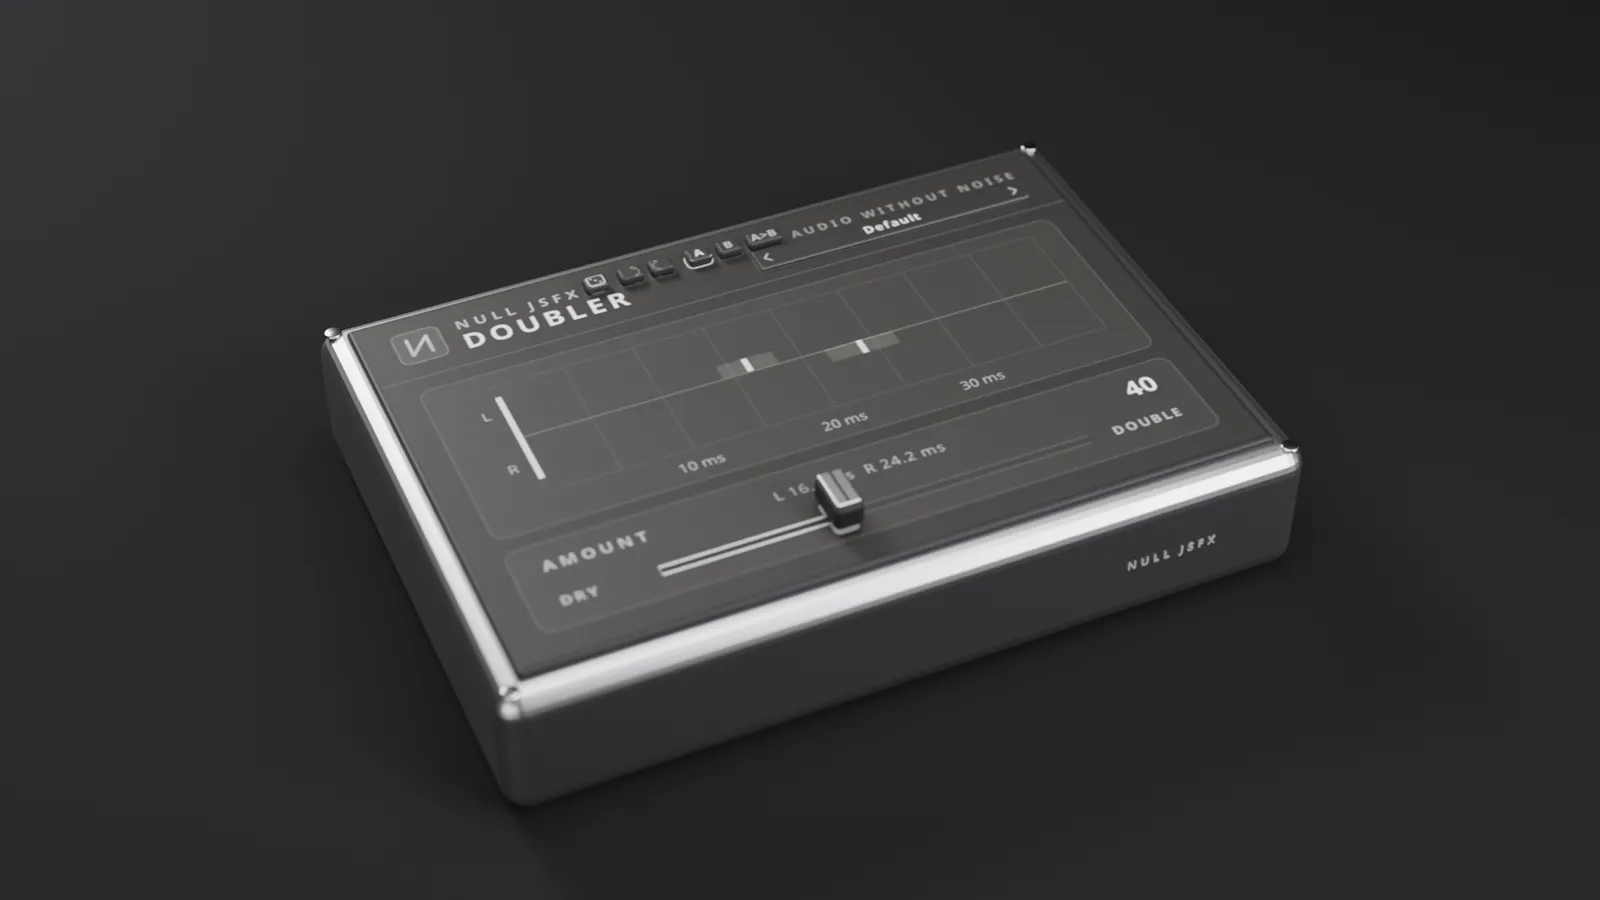 NULL JSFX
DOUBLER
A
B
A>B
AUDIO WITHOUT NOISE
Default
L
R
10 ms
20 ms
30 ms
L 16. R 24.2 ms
AMOUNT
40
DRY
DOUBLE
NULL JSFX